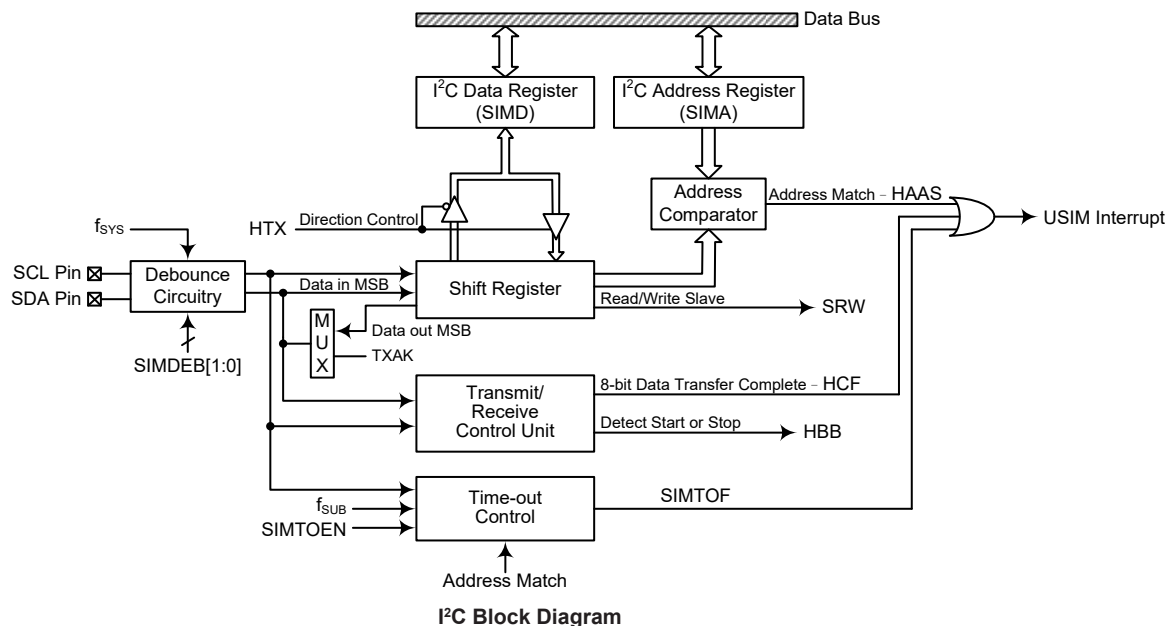 Data Bus
I²C Data Register
(SIMD)
I²C Address Register
(SIMA)
Address
Comparator
Address Match - HAAS
USIM Interrupt
HTX
Direction Control
fSYS
SCL Pin
SDA Pin
Debounce
Circuitry
SIMDEB[1:0]
Data in MSB
Shift Register
Read/Write Slave
SRW
MUX
Data out MSB
TXAK
Transmit/
Receive
Control Unit
8-bit Data Transfer Complete - HCF
Detect Start or Stop
HBB
fSUB
SIMTOEN
Time-out
Control
SIMTOF
Address Match
I²C Block Diagram